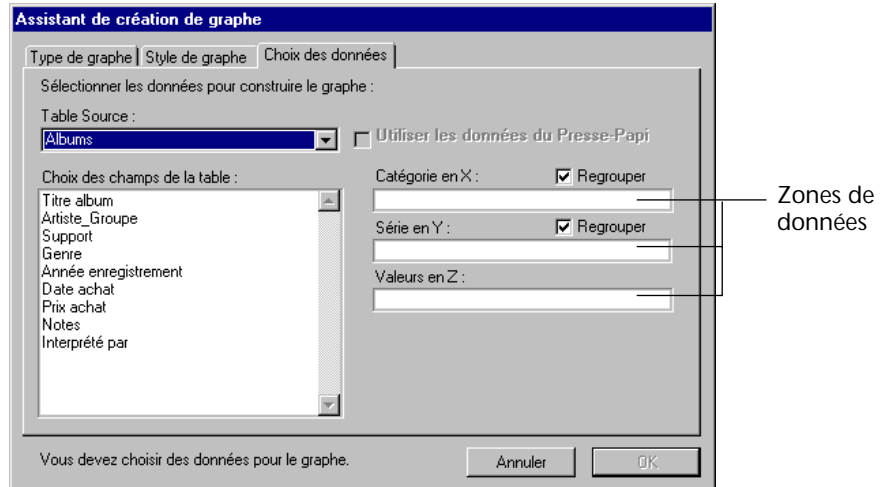 Assistant de création de graphe
Type de graphe Style de graphe Choix des données
Sélectionner les données pour construire le graphe :
Table Source :
Albums
Utiliser les données du Presse-Papi
Choix des champs de la table :
Titre album
Artiste_Groupe
Support
Genre
Année enregistrement
Date achat
Prix achat
Notes
Interprété par
Catégorie en X : Regrouper
Série en Y : Regrouper
Valeurs en Z :
Zones de
données
Vous devez choisir des données pour le graphe.
Annuler OK